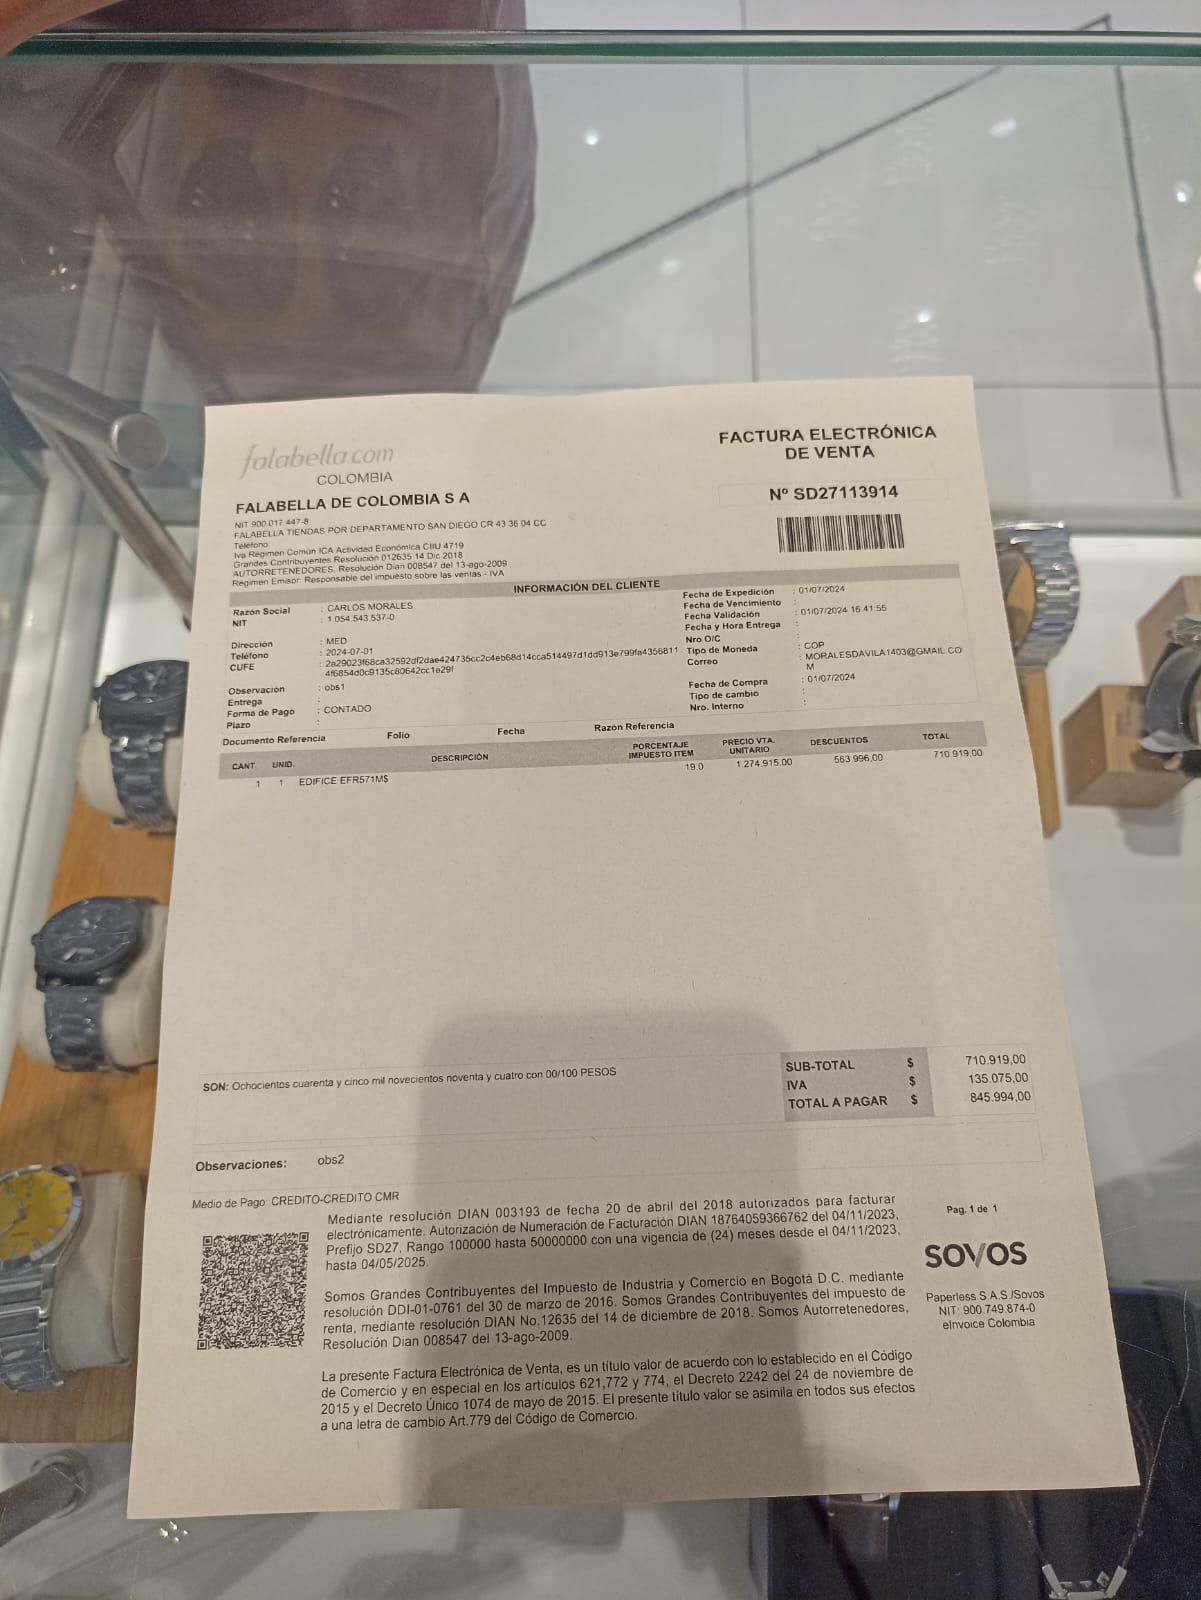 falabella.com
COLOMBIA
FALABELLA DE COLOMBIA S A
NIT 900.017.447-8
FALABELLA TIENDAS POR DEPARTAMENTO SAN DIEGO CR 43 36 04 CC
Teléfono
Iva Régimen Común ICA Actividad Económica CIIU 4719
Grandes Contribuyentes Resolución 012635 14 Dic 2018
AUTORRETENEDORES. Resolución Dian 008547 del 13-ago-2009
Régimen Emisor: Responsable del impuesto sobre las ventas - IVA
FACTURA ELECTRÓNICA
DE VENTA
Nº SD27113914
INFORMACIÓN DEL CLIENTE
Razón Social : CARLOS MORALES
NIT : 1.054.543.537-0
Dirección : MED
Teléfono : 2024-07-01
CUFE : 2a29023f68ca32592df2dae424735cc2c4eb68d14cca514497d1dd913e799fa4356811
4f6854d0c9135c80642cc1e29f
Observación : obs1
Entrega :
Forma de Pago : CONTADO
Plazo :
Fecha de Expedición : 01/07/2024
Fecha de Vencimiento :
Fecha Validación : 01/07/2024 16:41:55
Fecha y Hora Entrega :
Nro O/C :
Tipo de Moneda : COP
Correo : MORALESDAVILA1403@GMAIL.CO
M
Fecha de Compra : 01/07/2024
Tipo de cambio :
Nro. Interno :
Documento Referencia Folio Fecha Razón Referencia
CANT. UNID. DESCRIPCIÓN PORCENTAJE IMPUESTO ITEM PRECIO VTA. UNITARIO DESCUENTOS TOTAL
1 1 EDIFICE EFR571MS 19.0 1.274.915,00 563.996,00 710.919,00
SON: Ochocientos cuarenta y cinco mil novecientos noventa y cuatro con 00/100 PESOS
SUB-TOTAL $ 710.919,00
IVA $ 135.075,00
TOTAL A PAGAR $ 845.994,00
Observaciones: obs2
Medio de Pago: CREDITO-CREDITO CMR
Mediante resolución DIAN 003193 de fecha 20 de abril del 2018 autorizados para facturar
electrónicamente. Autorización de Numeración de Facturación DIAN 18764059366762 del 04/11/2023,
Prefijo SD27, Rango 100000 hasta 50000000 con una vigencia de (24) meses desde el 04/11/2023,
hasta 04/05/2025.
Somos Grandes Contribuyentes del Impuesto de Industria y Comercio en Bogotá D.C. mediante
resolución DDI-01-0761 del 30 de marzo de 2016. Somos Grandes Contribuyentes del impuesto de
renta, mediante resolución DIAN No.12635 del 14 de diciembre de 2018. Somos Autorretenedores,
Resolución Dian 008547 del 13-ago-2009.
La presente Factura Electrónica de Venta, es un título valor de acuerdo con lo establecido en el Código
de Comercio y en especial en los artículos 621,772 y 774, el Decreto 2242 del 24 de noviembre de
2015 y el Decreto Único 1074 de mayo de 2015. El presente título valor se asimila en todos sus efectos
a una letra de cambio Art.779 del Código de Comercio.
Pag. 1 de 1
SOVOS
Paperless S.A.S./Sovos
NIT: 900.749.874-0
eInvoice Colombia